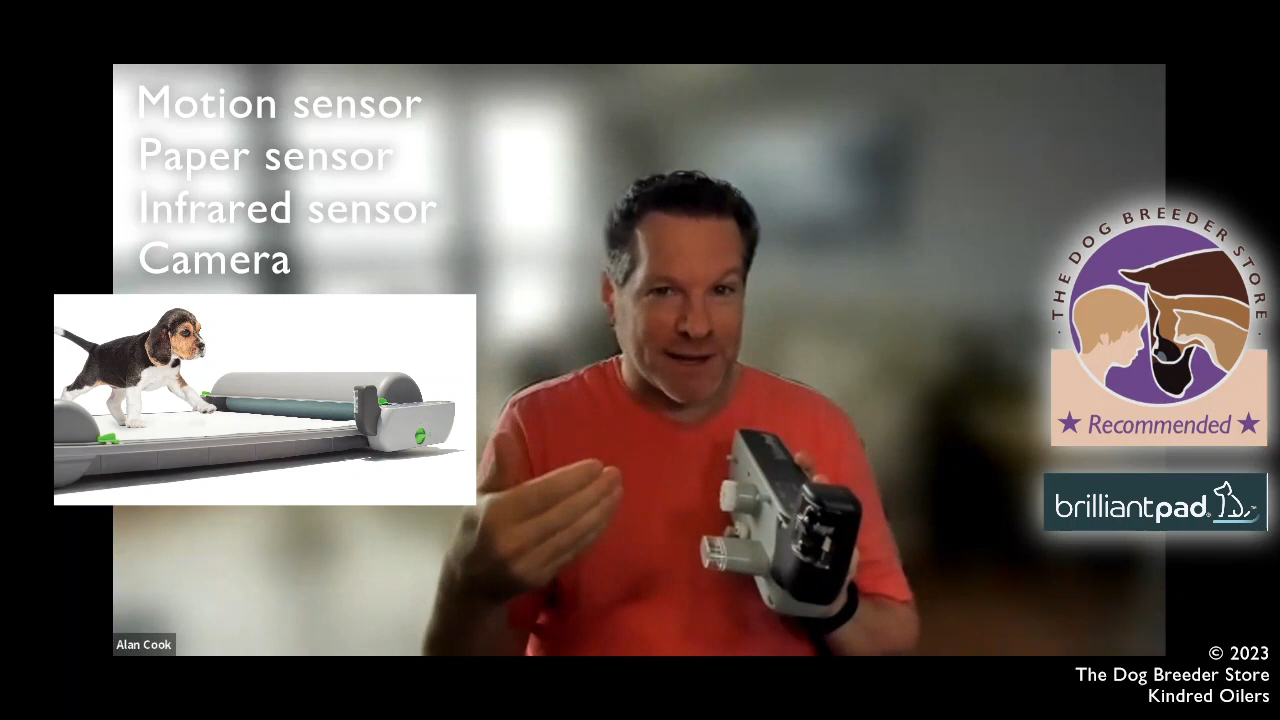 Motion sensor
Paper sensor
Infrared sensor
Camera
THE DOG BREEDER STORE
Recommended
brilliantpad
Alan Cook
© 2023
The Dog Breeder Store
Kindred Oilers